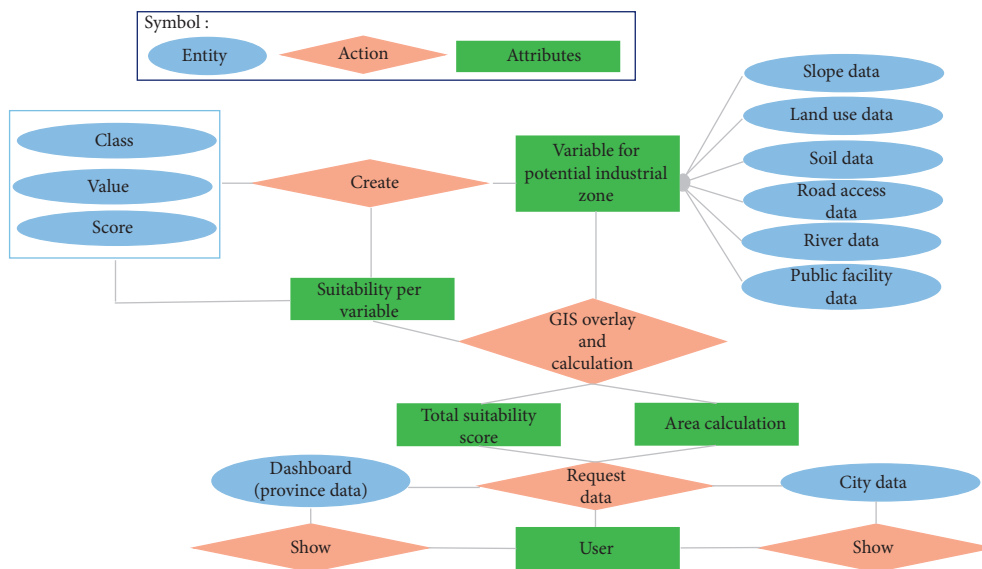 Symbol :
Entity
Action
Attributes
Slope data
Land use data
Soil data
Road access
data
River data
Public facility
data
Class
Value
Score
Create
Variable for
potential industrial
zone
Suitability per
variable
GIS overlay
and
calculation
Total suitability
score
Area calculation
Dashboard
(province data)
Request
data
City data
Show
User
Show